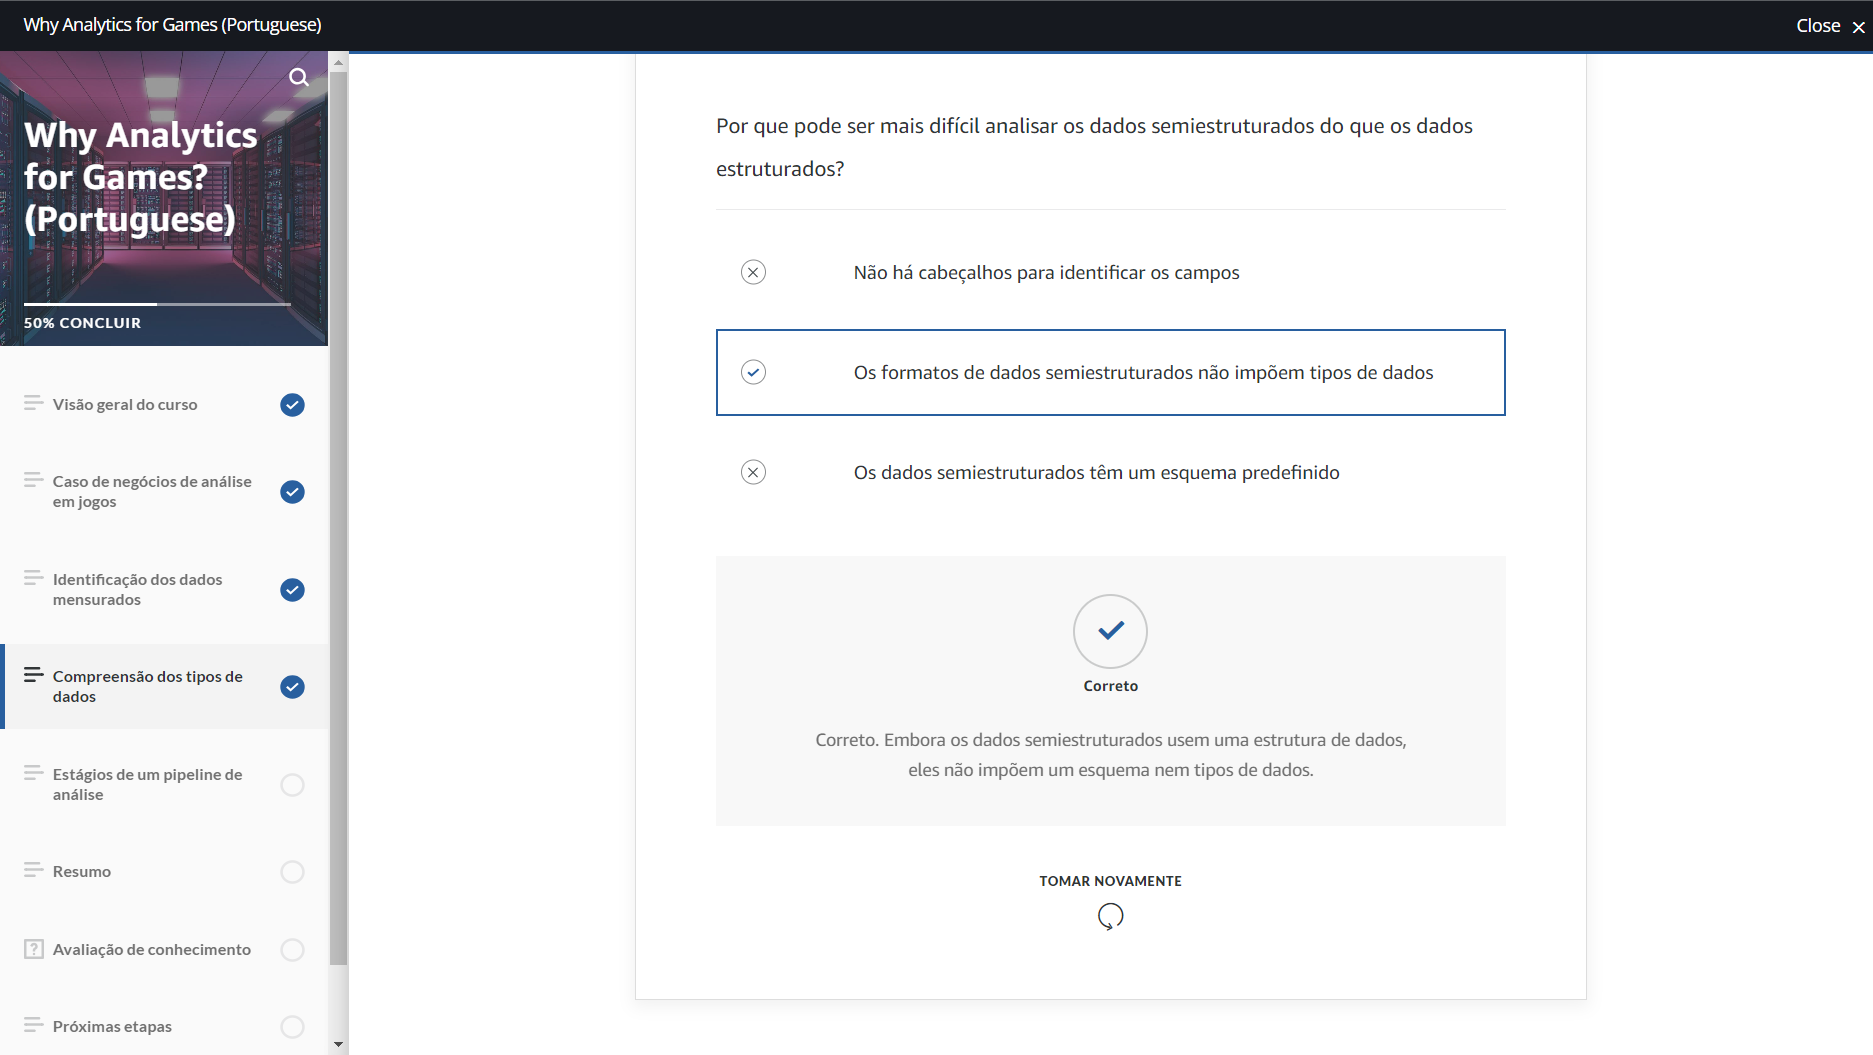 Why Analytics for Games (Portuguese)
Close
Why Analytics
for Games?
(Portuguese)
50% CONCLUIR
Visão geral do curso
Caso de negócios de análise
em jogos
Identificação dos dados
mensurados
Compreensão dos tipos de
dados
Estágios de um pipeline de
análise
Resumo
Avaliação de conhecimento
Próximas etapas
Por que pode ser mais difícil analisar os dados semiestruturados do que os dados
estruturados?
Não há cabeçalhos para identificar os campos
Os formatos de dados semiestruturados não impõem tipos de dados
Os dados semiestruturados têm um esquema predefinido
Correto
Correto. Embora os dados semiestruturados usem uma estrutura de dados,
eles não impõem um esquema nem tipos de dados.
TOMAR NOVAMENTE